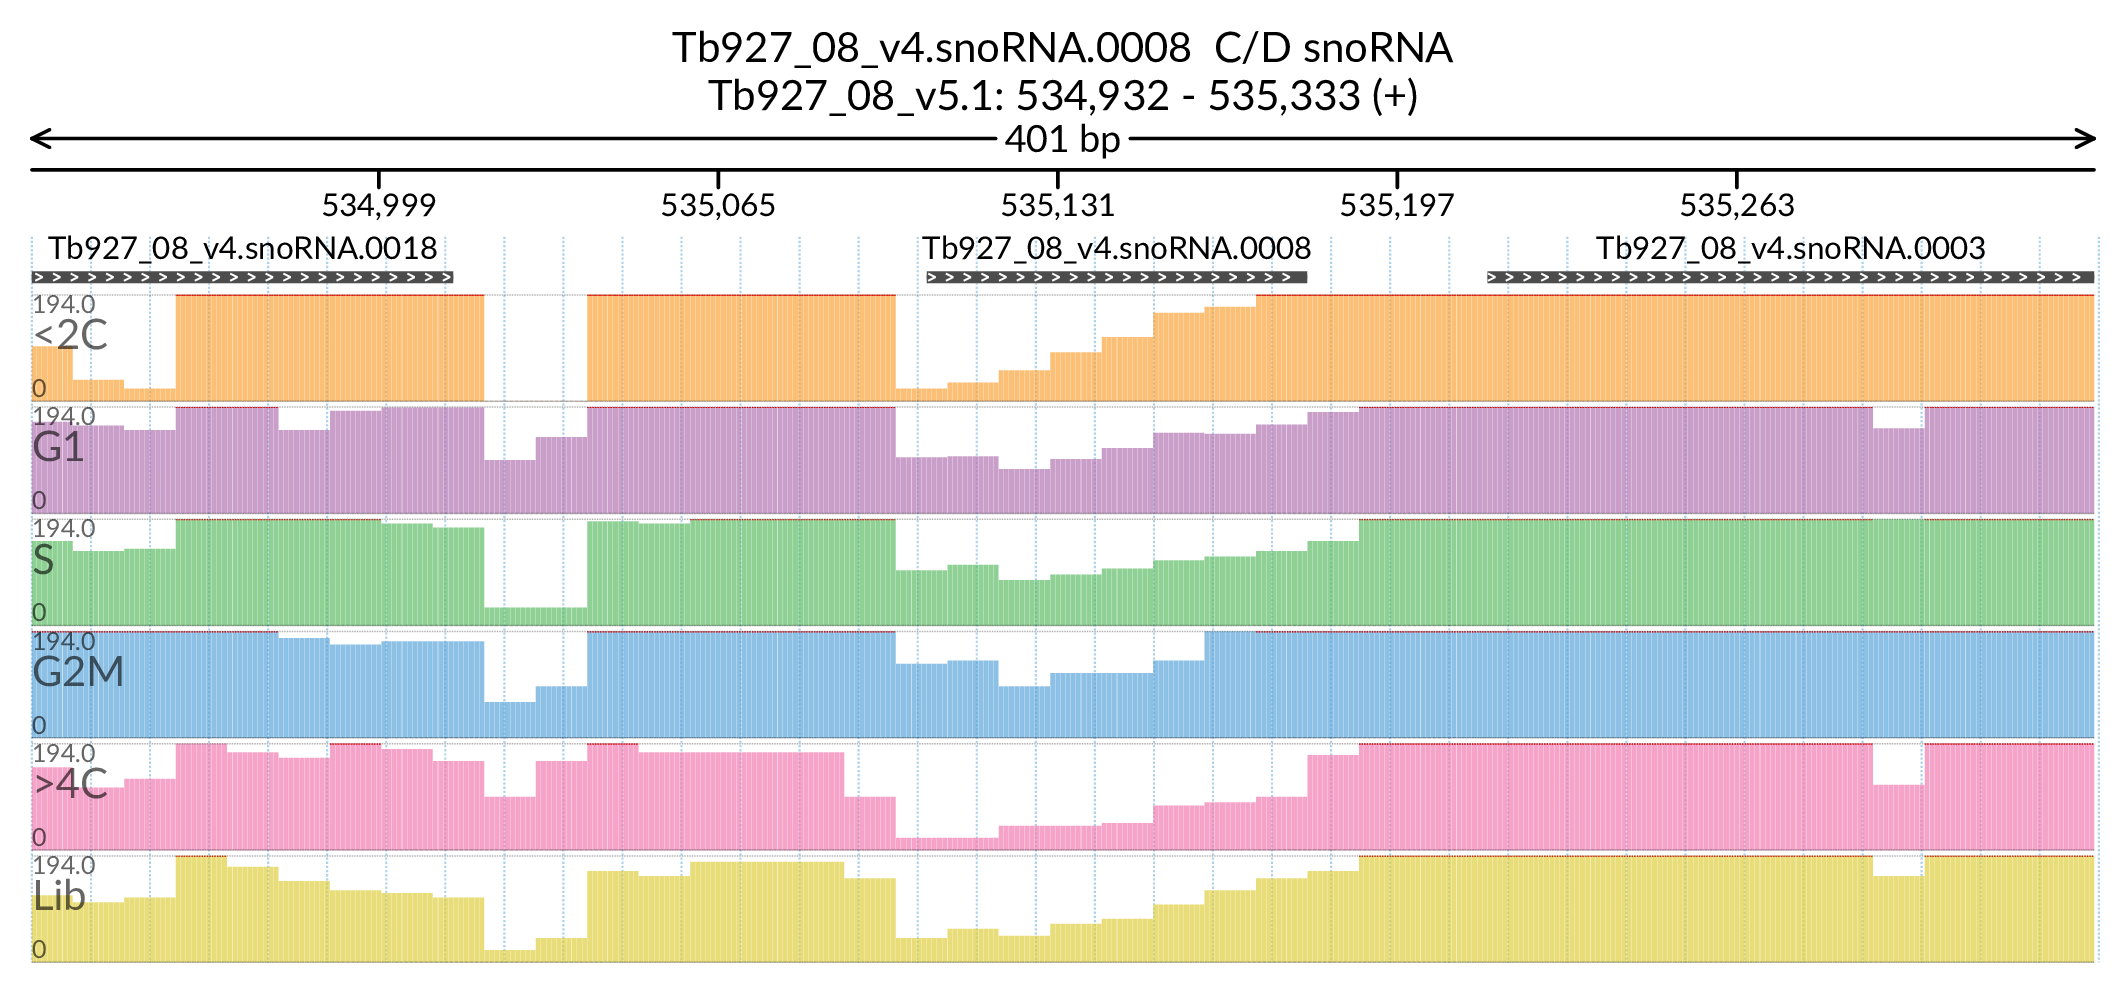 Tb927_08_v4.snoRNA.0008  C/D snoRNA
Tb927_08_v5.1: 534,932 - 535,333 (+)
401 bp
534,999 535,065 535,131 535,197 535,263
Tb927_08_v4.snoRNA.0018 Tb927_08_v4.snoRNA.0008 Tb927_08_v4.snoRNA.0003
194.0
<2C
0
194.0
G1
0
194.0
S
0
194.0
G2M
0
194.0
>4C
0
194.0
Lib
0